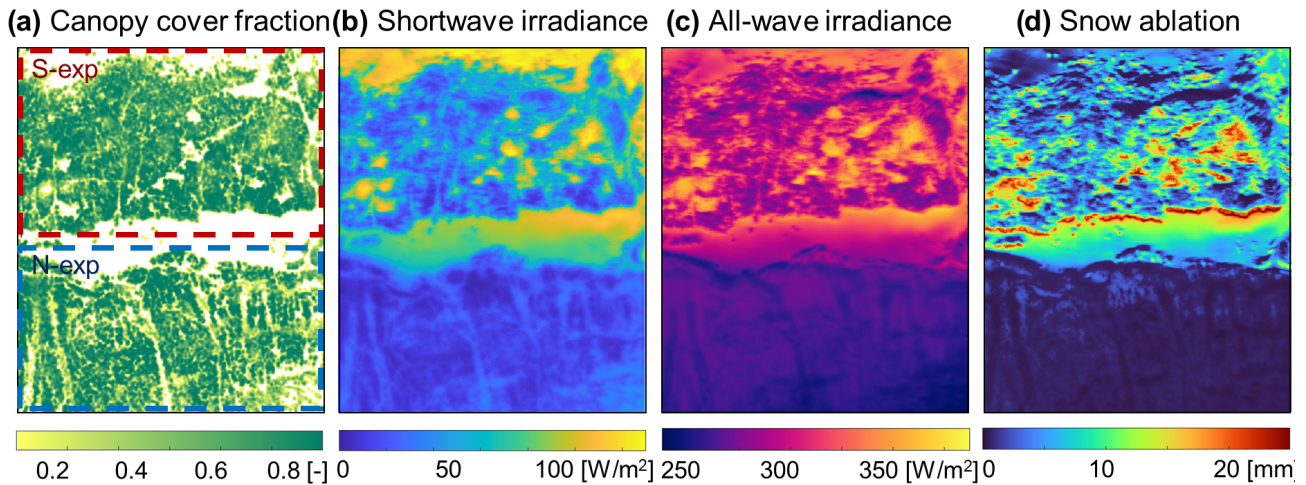 (a) Canopy cover fraction
(b) Shortwave irradiance
(c) All-wave irradiance
(d) Snow ablation
S-exp
N-exp
0.2 0.4 0.6 0.8 [-]
0 50 100 [W/m²]
250 300 350 [W/m²]
0 10 20 [mm]